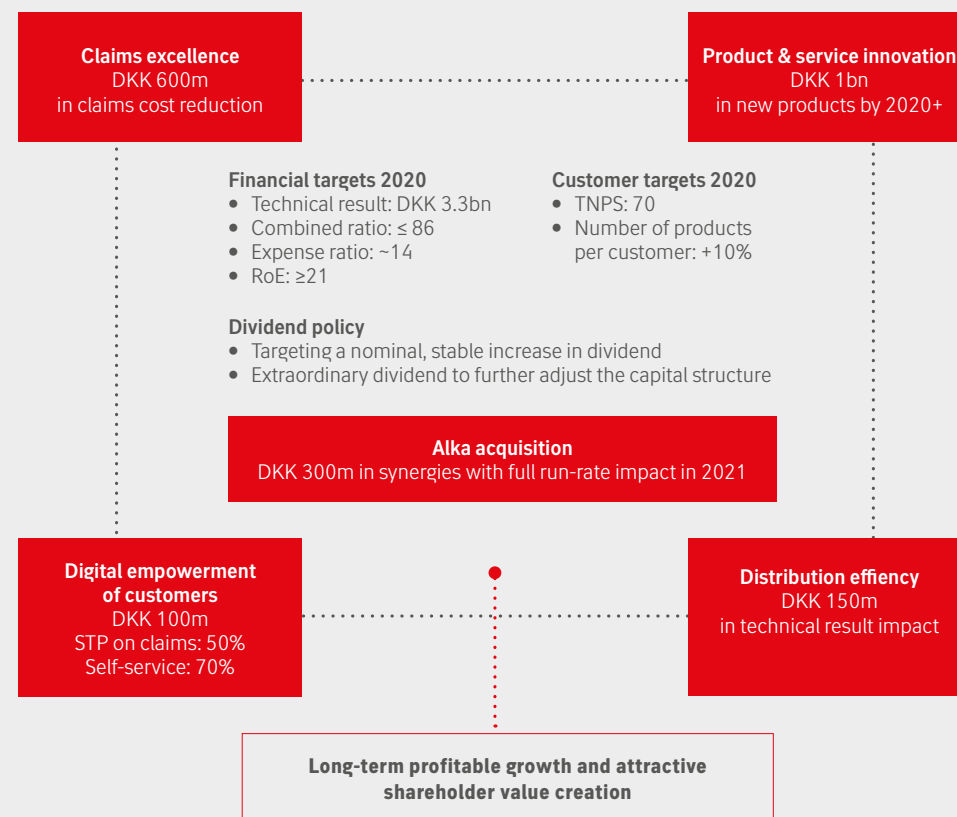 Claims excellence
DKK 600m
in claims cost reduction
Product & service innovation
DKK 1bn
in new products by 2020+
Financial targets 2020
• Technical result: DKK 3.3bn
• Combined ratio: ≤ 86
• Expense ratio: ~14
• RoE: ≥21
Customer targets 2020
• TNPS: 70
• Number of products
per customer: +10%
Dividend policy
• Targeting a nominal, stable increase in dividend
• Extraordinary dividend to further adjust the capital structure
Alka acquisition
DKK 300m in synergies with full run-rate impact in 2021
Digital empowerment
of customers
DKK 100m
STP on claims: 50%
Self-service: 70%
Distribution effiency
DKK 150m
in technical result impact
Long-term profitable growth and attractive
shareholder value creation